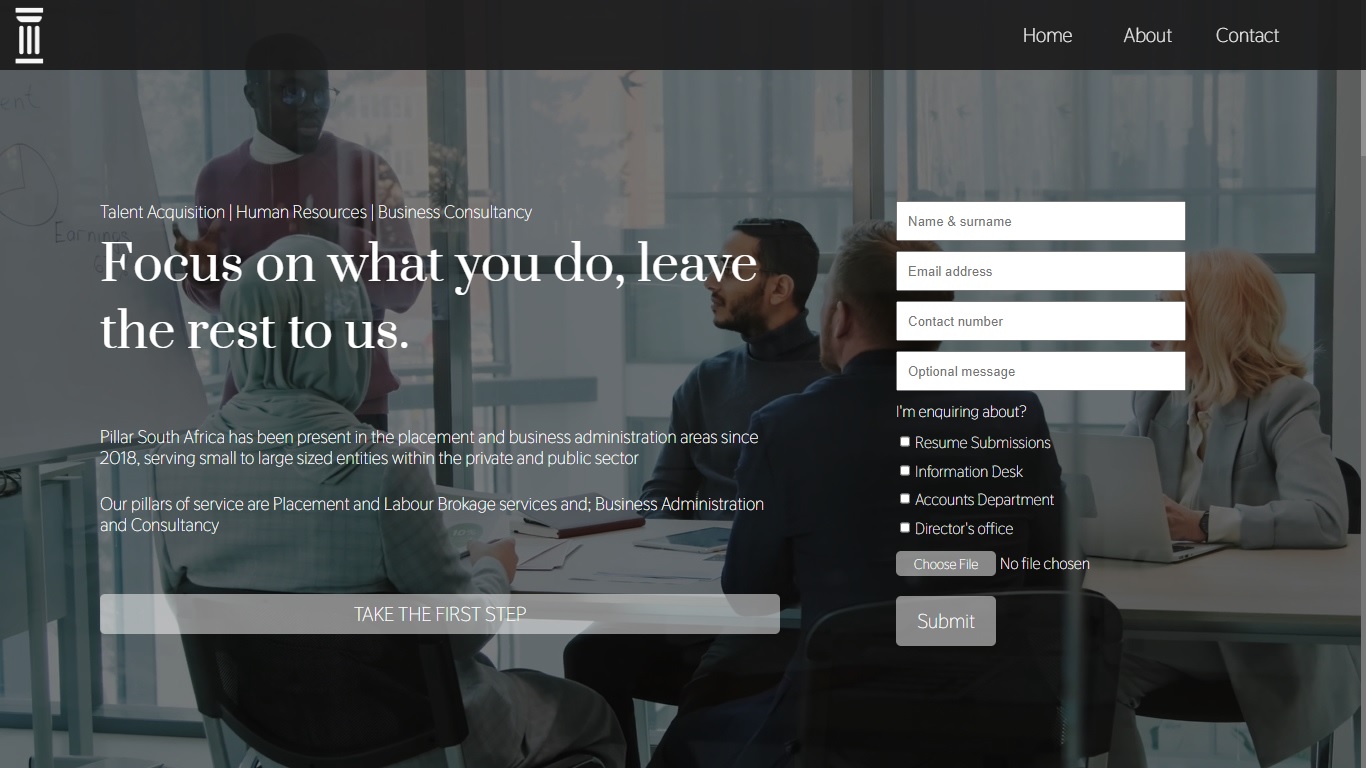 Home
About
Contact
ent
Earnings
Talent Acquisition | Human Resources | Business Consultancy
Focus on what you do, leave
the rest to us.
Pillar South Africa has been present in the placement and business administration areas since
2018, serving small to large sized entities within the private and public sector
Our pillars of service are Placement and Labour Brokage services and; Business Administration
and Consultancy
TAKE THE FIRST STEP
Name & surname
Email address
Contact number
Optional message
I'm enquiring about?
Resume Submissions
Information Desk
Accounts Department
Director's office
Choose File No file chosen
Submit